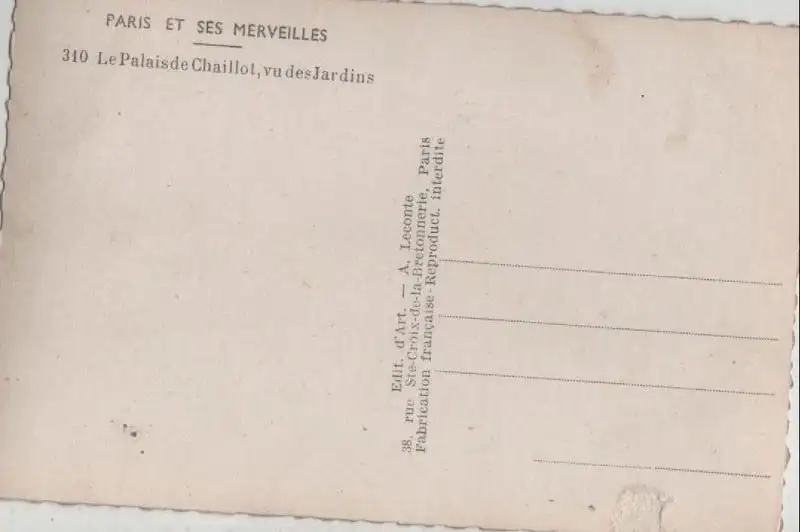 PARIS ET SES MERVEILLES
310 Le Palais de Chaillot, vu des Jardins
Edit. d'Art. — A. Leconte
38, rue Ste-Croix-de-la-Bretonnerie, Paris
Fabrication française - Reproduct. interdite